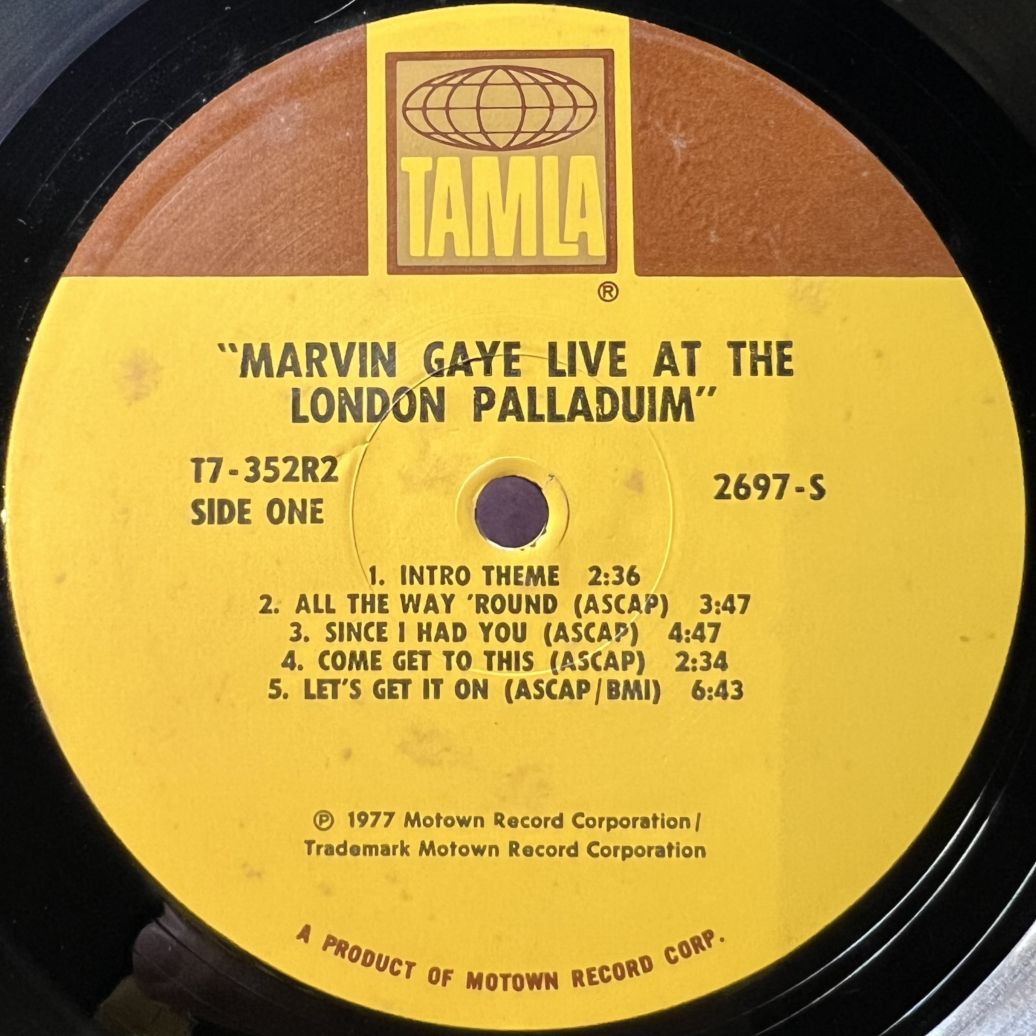 TAMLA
®
"MARVIN GAYE LIVE AT THE
LONDON PALLADUIM"
T7-352R2
SIDE ONE
2697-S
1. INTRO THEME 2:36
2. ALL THE WAY 'ROUND (ASCAP) 3:47
3. SINCE I HAD YOU (ASCAP) 4:47
4. COME GET TO THIS (ASCAP) 2:34
5. LET'S GET IT ON (ASCAP/BMI) 6:43
℗ 1977 Motown Record Corporation/
Trademark Motown Record Corporation
A PRODUCT OF MOTOWN RECORD CORP.